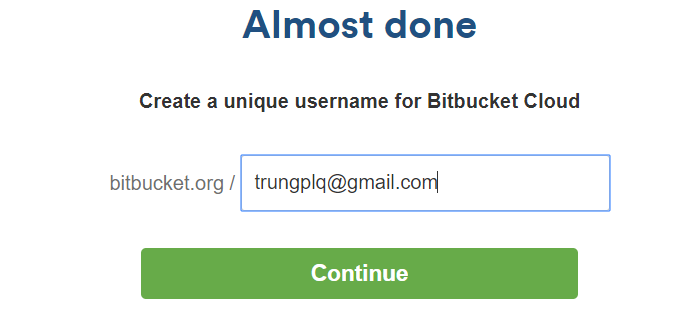 Almost done
Create a unique username for Bitbucket Cloud
bitbucket.org / trungplq@gmail.com
Continue